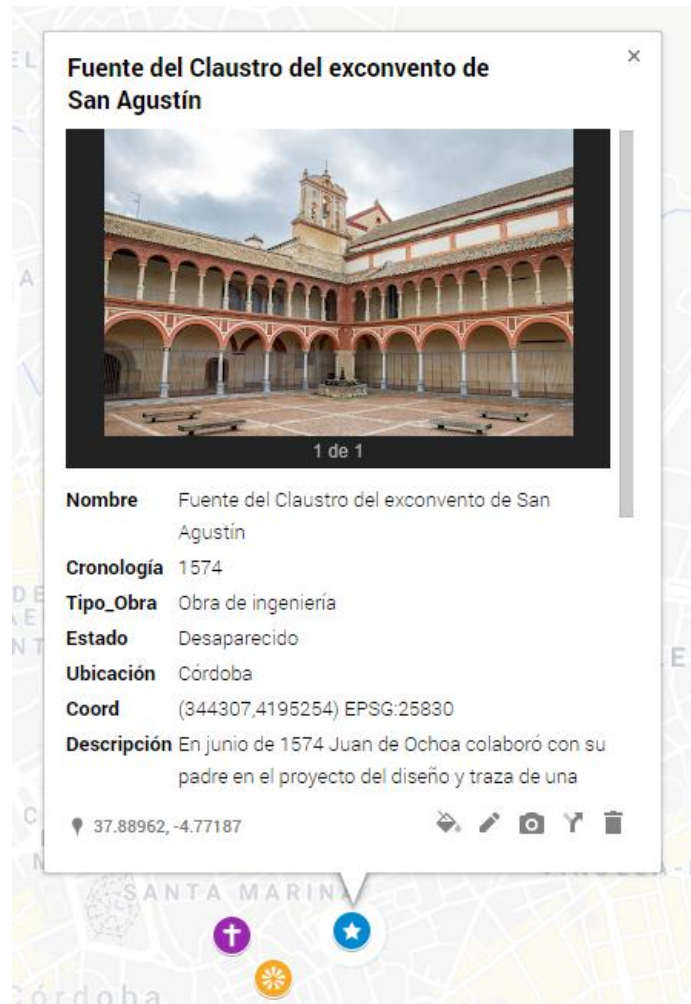 Fuente del Claustro del exconvento de
San Agustín
1 de 1
Nombre Fuente del Claustro del exconvento de San
Agustín
Cronología 1574
Tipo_Obra Obra de ingeniería
Estado Desaparecido
Ubicación Córdoba
Coord (344307,4195254) EPSG:25830
Descripción En junio de 1574 Juan de Ochoa colaboró con su
padre en el proyecto del diseño y traza de una
37.88962, -4.77187
SANTA MARINA
Córdoba